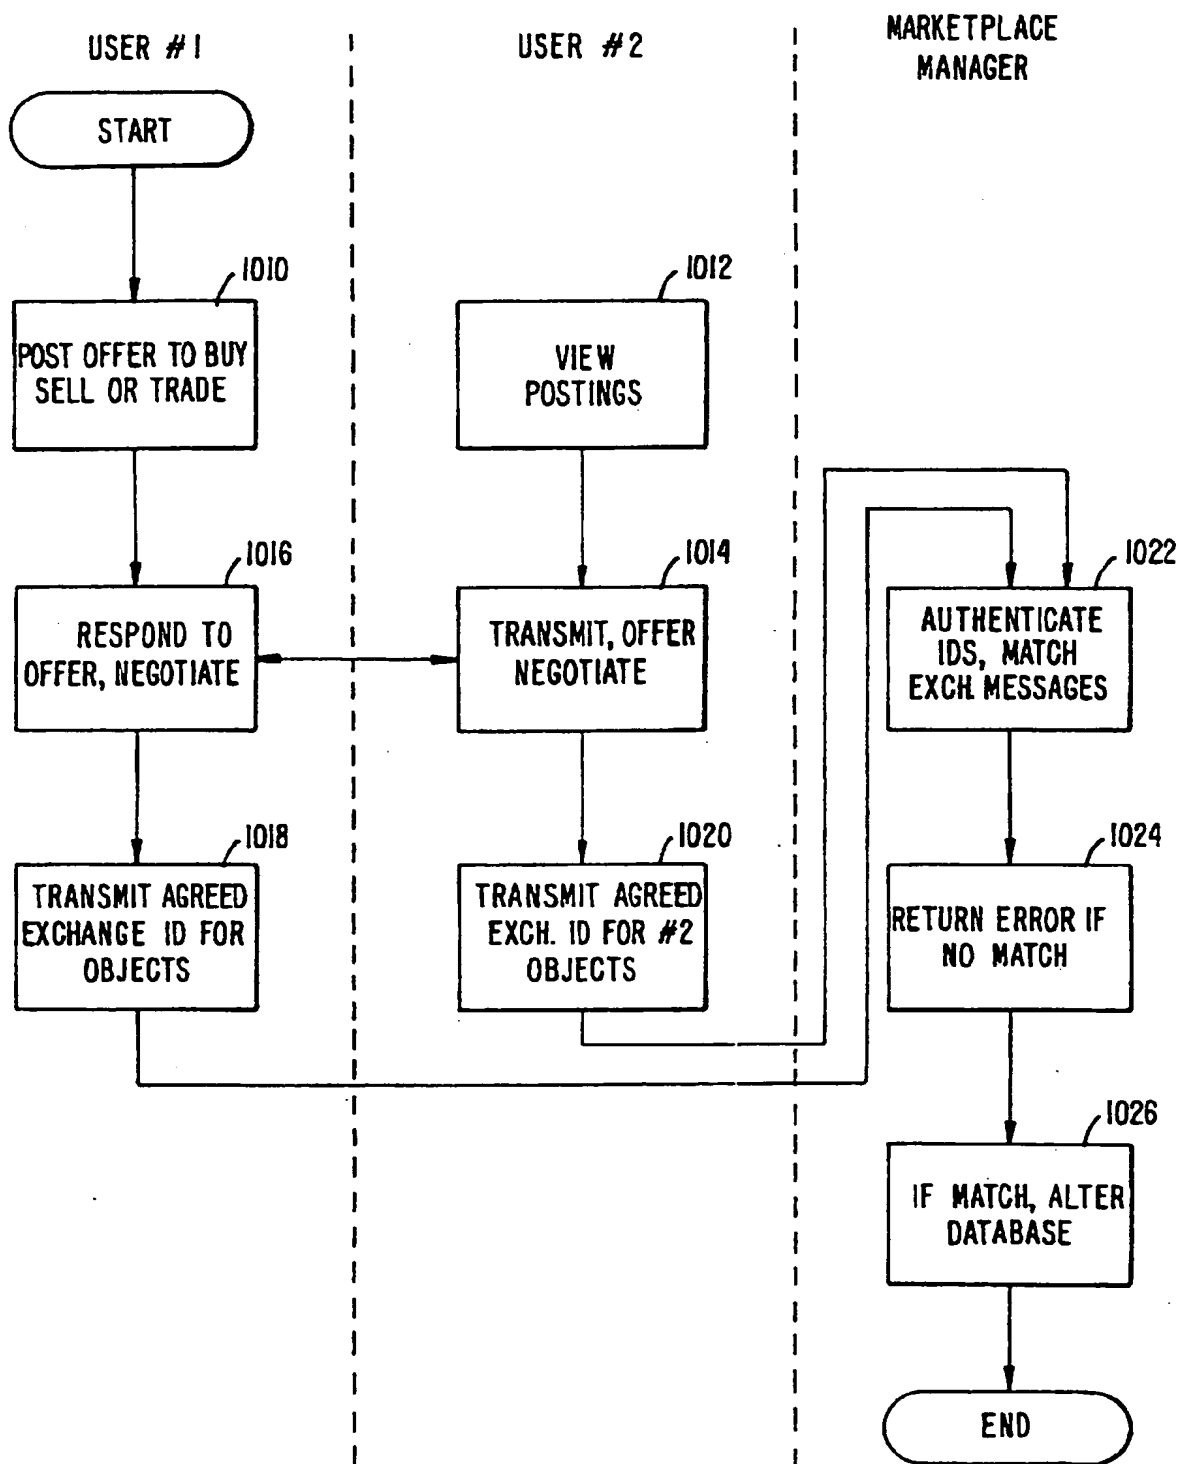 USER #1
USER #2
MARKETPLACE
MANAGER
START
1010
POST OFFER TO BUY
SELL OR TRADE
1012
VIEW
POSTINGS
1016
RESPOND TO
OFFER, NEGOTIATE
1014
TRANSMIT, OFFER
NEGOTIATE
1022
AUTHENTICATE
IDS, MATCH
EXCH. MESSAGES
1018
TRANSMIT AGREED
EXCHANGE ID FOR
OBJECTS
1020
TRANSMIT AGREED
EXCH. ID FOR #2
OBJECTS
1024
RETURN ERROR IF
NO MATCH
1026
IF MATCH, ALTER
DATABASE
END